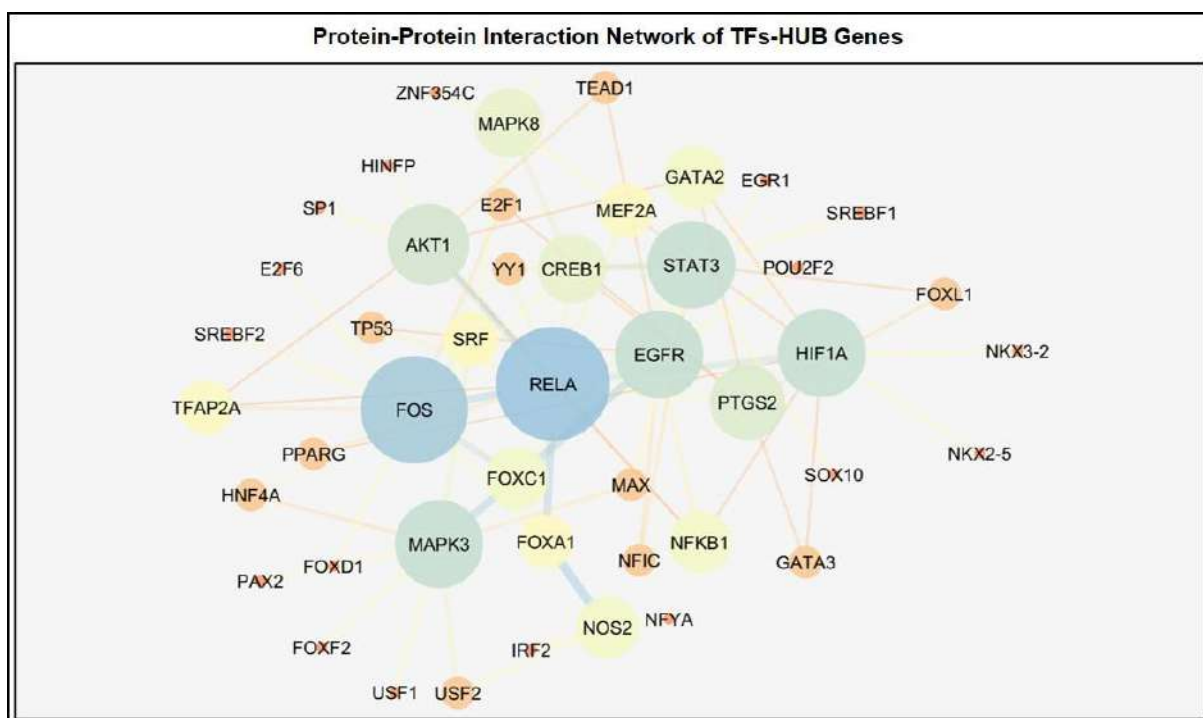 Protein-Protein Interaction Network of TFs-HUB Genes
TEAD1
ZNF354C
MAPK8
HINFP
GATA2
EGR1
SP1
E2F1
MEF2A
SREBF1
AKT1
E2F6
YY1
CREB1
STAT3
POU2F2
FOXL1
SREBF2
TP53
SRF
EGFR
HIF1A
NKX3-2
RELA
TFAP2A
FOS
PTGS2
PPARG
NKX2-5
FOXC1
MAX
SOX10
HNF4A
MAPK3
FOXA1
NFKB1
NFIC
GATA3
FOXD1
PAX2
NFYA
NOS2
FOXF2
IRF2
USF1
USF2